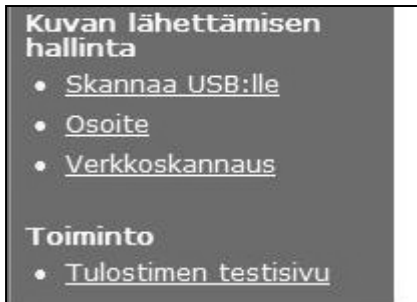 Kuvan lähettämisen
hallinta
Skannaa USB:lle
Osoite
Verkkoskannaus
Toiminto
Tulostimen testisivu